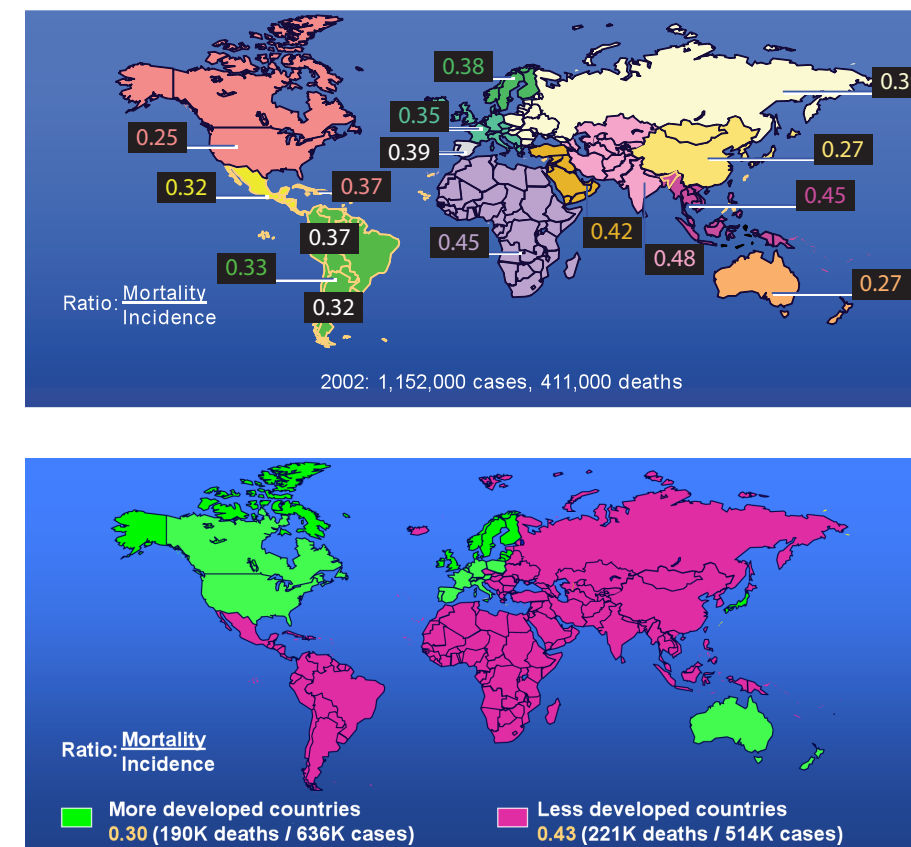 0.38
0.3
0.35
0.25
0.39
0.27
0.32
0.37
0.45
0.37
0.45
0.42
0.48
0.33
0.27
0.32
Ratio: Mortality
Incidence
2002: 1,152,000 cases, 411,000 deaths
Ratio: Mortality
Incidence
More developed countries
0.30 (190K deaths / 636K cases)
Less developed countries
0.43 (221K deaths / 514K cases)